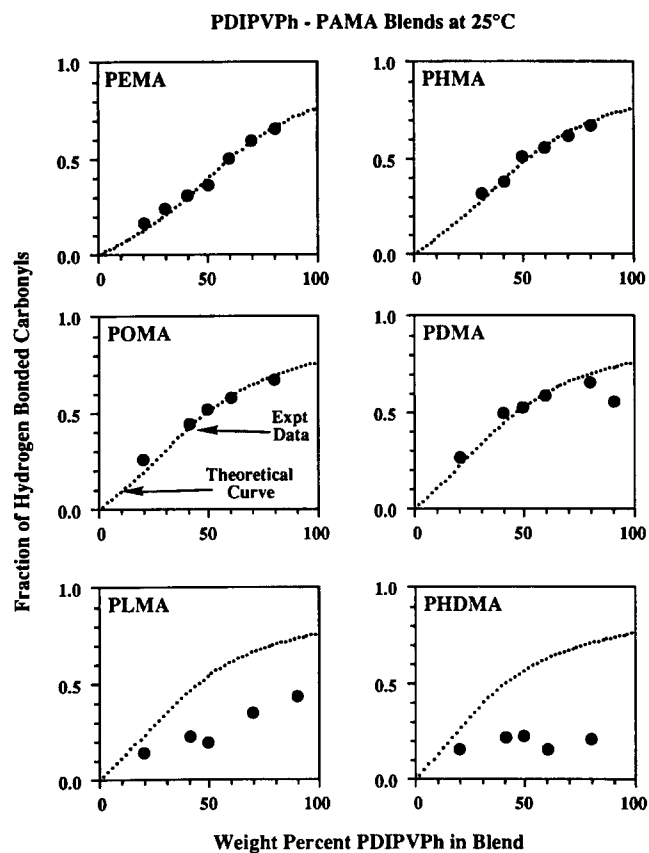 PDIPVPh - PAMA Blends at 25°C
Fraction of Hydrogen Bonded Carbonyls
1.0
PEMA
0.5
0.0
0
50
100
1.0
PHMA
0.5
0.0
0
50
100
1.0
POMA
0.5
Expt
Data
Theoretical
Curve
0.0
0
50
100
1.0
PDMA
0.5
0.0
0
50
100
1.0
PLMA
0.5
0.0
0
50
100
1.0
PHDMA
0.5
0.0
0
50
100
Weight Percent PDIPVPh in Blend